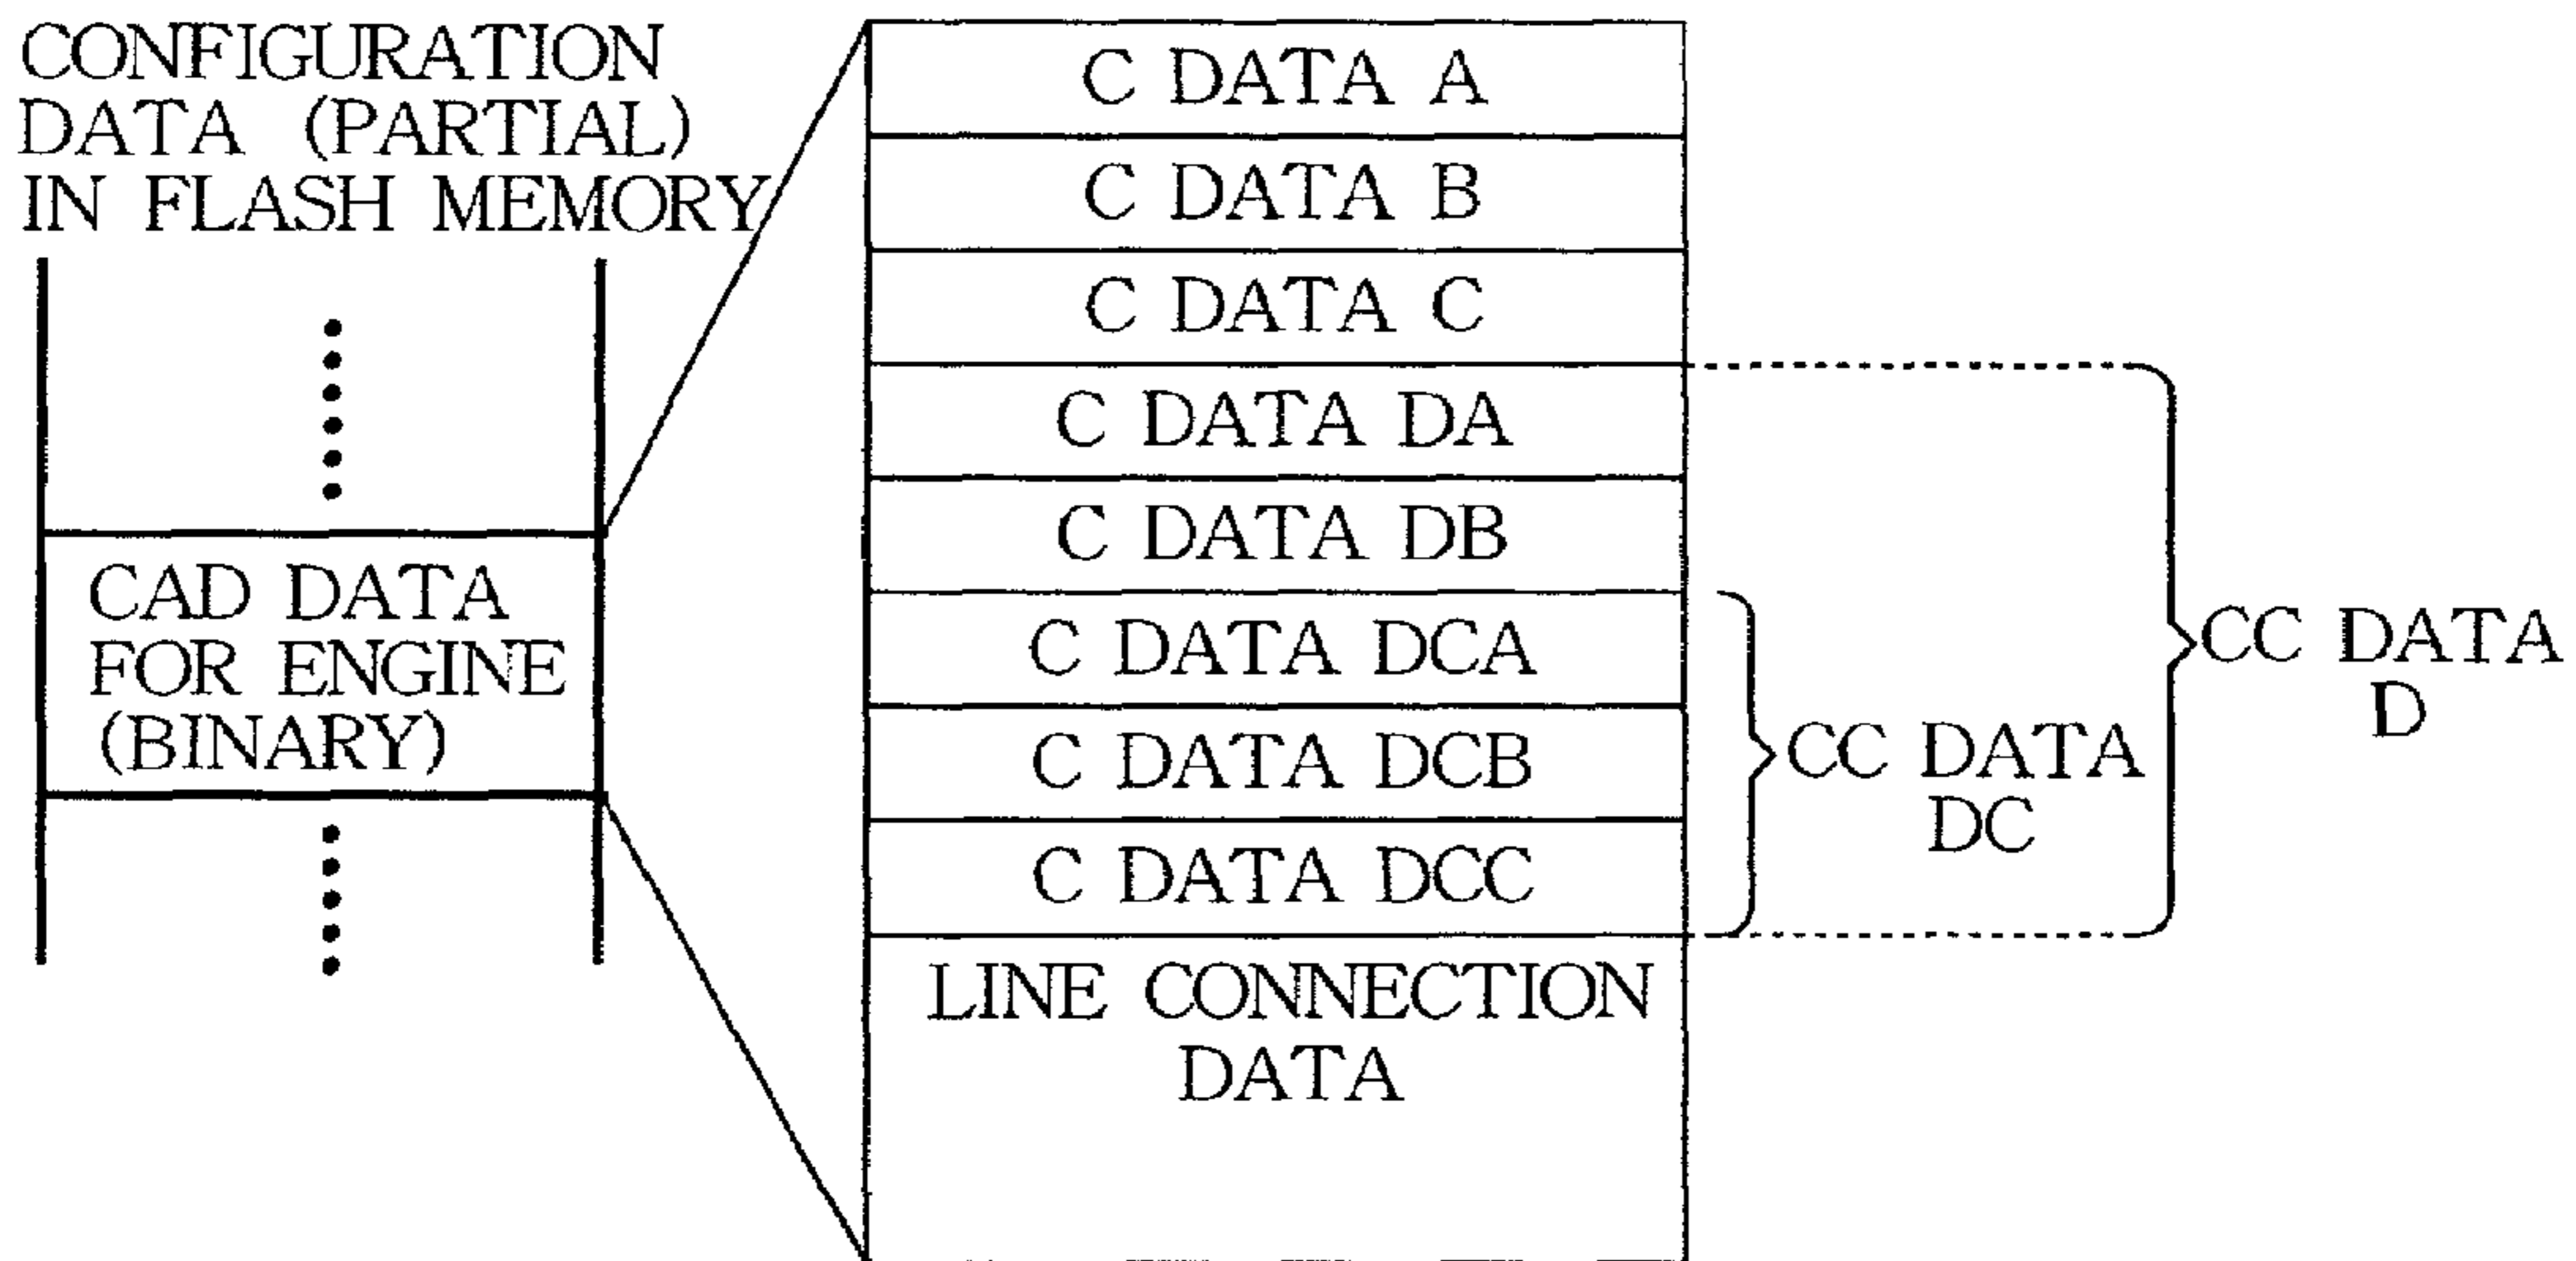 CONFIGURATION
DATA (PARTIAL)
IN FLASH MEMORY
CAD DATA
FOR ENGINE
(BINARY)
C DATA A
C DATA B
C DATA C
C DATA DA
C DATA DB
C DATA DCA
C DATA DCB
C DATA DCC
LINE CONNECTION
DATA
CC DATA
DC
CC DATA
D